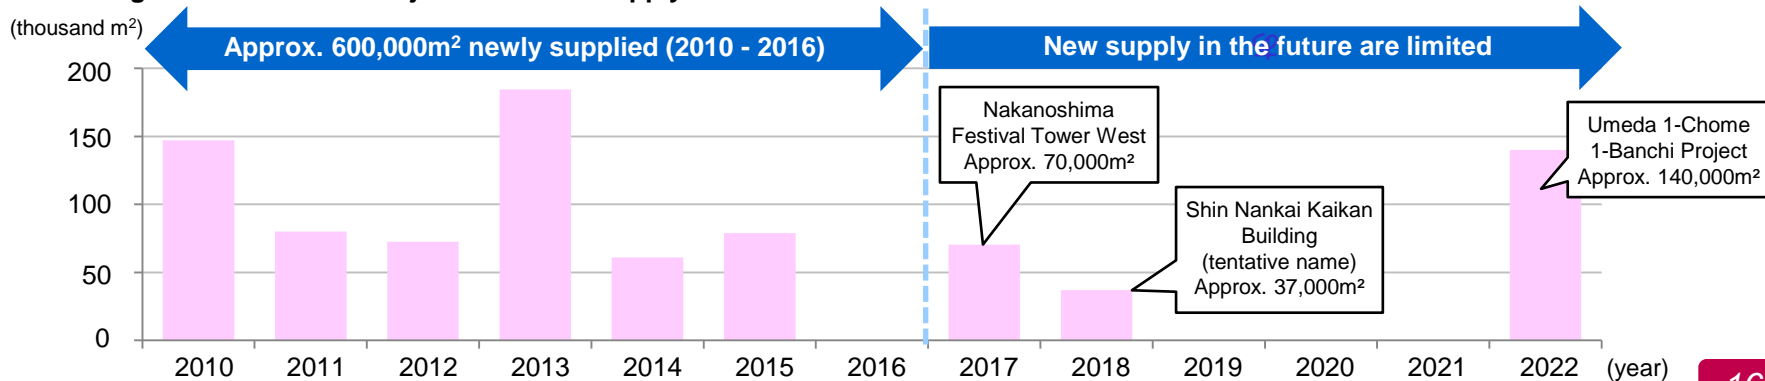 (thousand m²)
Approx. 600,000m² newly supplied (2010 - 2016)
New supply in the future are limited
200
150
100
50
0
Nakanoshima
Festival Tower West
Approx. 70,000m²
Shin Nankai Kaikan
Building
(tentative name)
Approx. 37,000m²
Umeda 1-Chome
1-Banchi Project
Approx. 140,000m²
2010 2011 2012 2013 2014 2015 2016 2017 2018 2019 2020 2021 2022 (year)